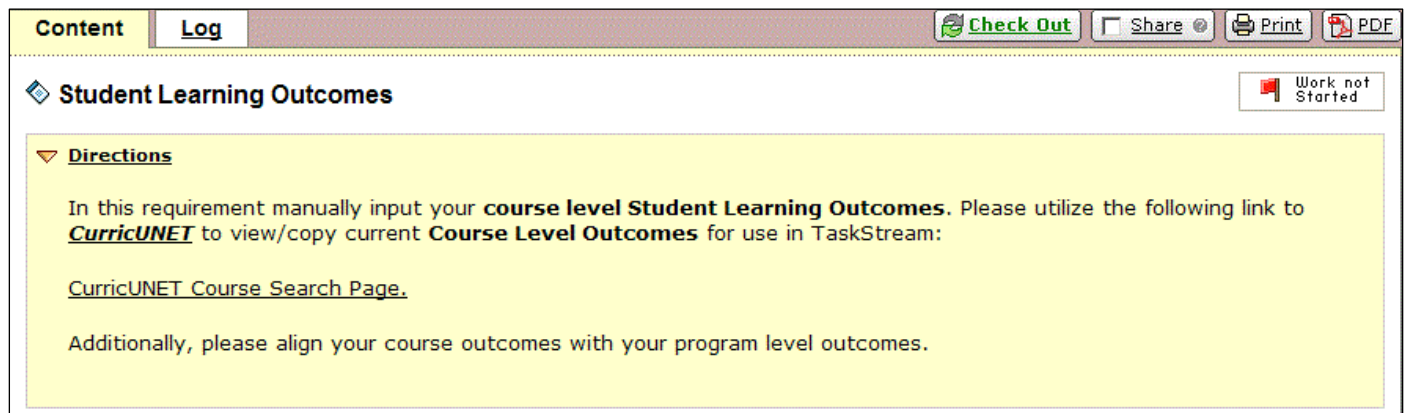 Content Log Check Out Share Print PDF
Student Learning Outcomes Work not
Started
Directions
In this requirement manually input your course level Student Learning Outcomes. Please utilize the following link to
CurricUNET to view/copy current Course Level Outcomes for use in TaskStream:
CurricUNET Course Search Page.
Additionally, please align your course outcomes with your program level outcomes.